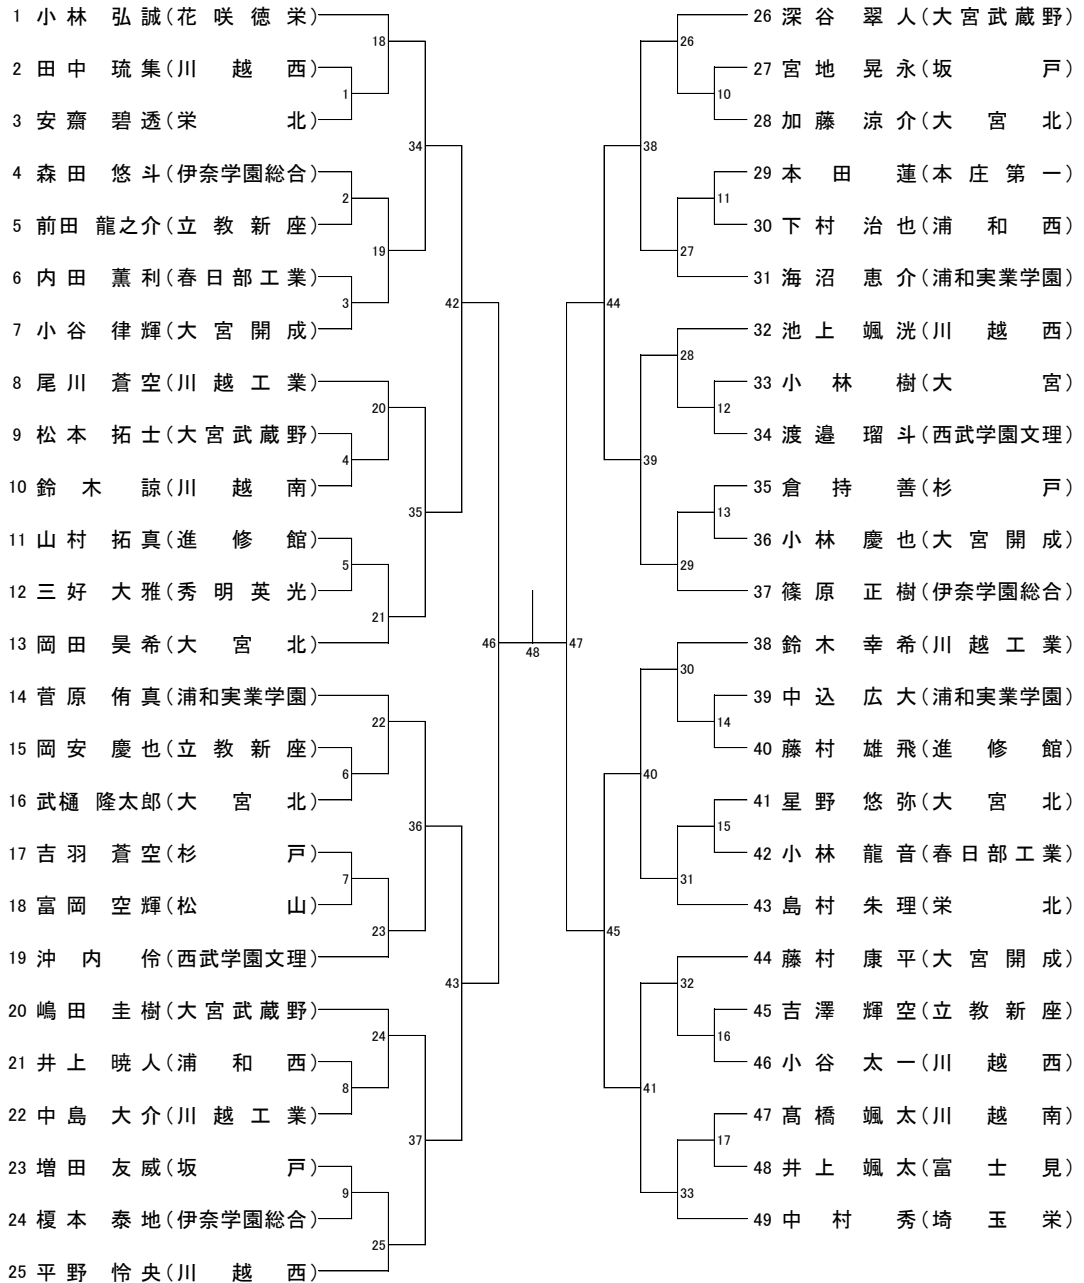 1 小林 弘誠(花咲徳栄)
2 田中 琉集(川越西)
3 安齋 碧透(栄北)
4 森田 悠斗(伊奈学園総合)
5 前田 龍之介(立教新座)
6 内田 薫利(春日部工業)
7 小谷 律輝(大宮開成)
8 尾川 蒼空(川越工業)
9 松本 拓士(大宮武蔵野)
10 鈴木 諒(川越南)
11 山村 拓真(進修館)
12 三好 大雅(秀明英光)
13 岡田 昊希(大宮北)
14 菅原 侑真(浦和実業学園)
15 岡安 慶也(立教新座)
16 武樋 隆太郎(大宮北)
17 吉羽 蒼空(杉戸)
18 富岡 空輝(松山)
19 沖内 伶(西武学園文理)
20 嶋田 圭樹(大宮武蔵野)
21 井上 暁人(浦和西)
22 中島 大介(川越工業)
23 増田 友威(坂戸)
24 榎本 泰地(伊奈学園総合)
25 平野 怜央(川越西)
1
2
3
4
5
6
7
8
9
18
19
20
21
22
23
24
25
34
35
36
37
42
43
46
48
47
44
45
38
39
40
41
26
27
28
29
30
31
32
33
10
11
12
13
14
15
16
17
26 深谷 翠人(大宮武蔵野)
27 宮地 晃永(坂戸)
28 加藤 涼介(大宮北)
29 本田 蓮(本庄第一)
30 下村 治也(浦和西)
31 海沼 恵介(浦和実業学園)
32 池上 颯洸(川越西)
33 小林 樹(大宮)
34 渡邉 瑠斗(西武学園文理)
35 倉持 善(杉戸)
36 小林 慶也(大宮開成)
37 篠原 正樹(伊奈学園総合)
38 鈴木 幸希(川越工業)
39 中込 広大(浦和実業学園)
40 藤村 雄飛(進修館)
41 星野 悠弥(大宮北)
42 小林 龍音(春日部工業)
43 島村 朱理(栄北)
44 藤村 康平(大宮開成)
45 吉澤 輝空(立教新座)
46 小谷 太一(川越西)
47 髙橋 颯太(川越南)
48 井上 颯太(富士見)
49 中村 秀(埼玉栄)